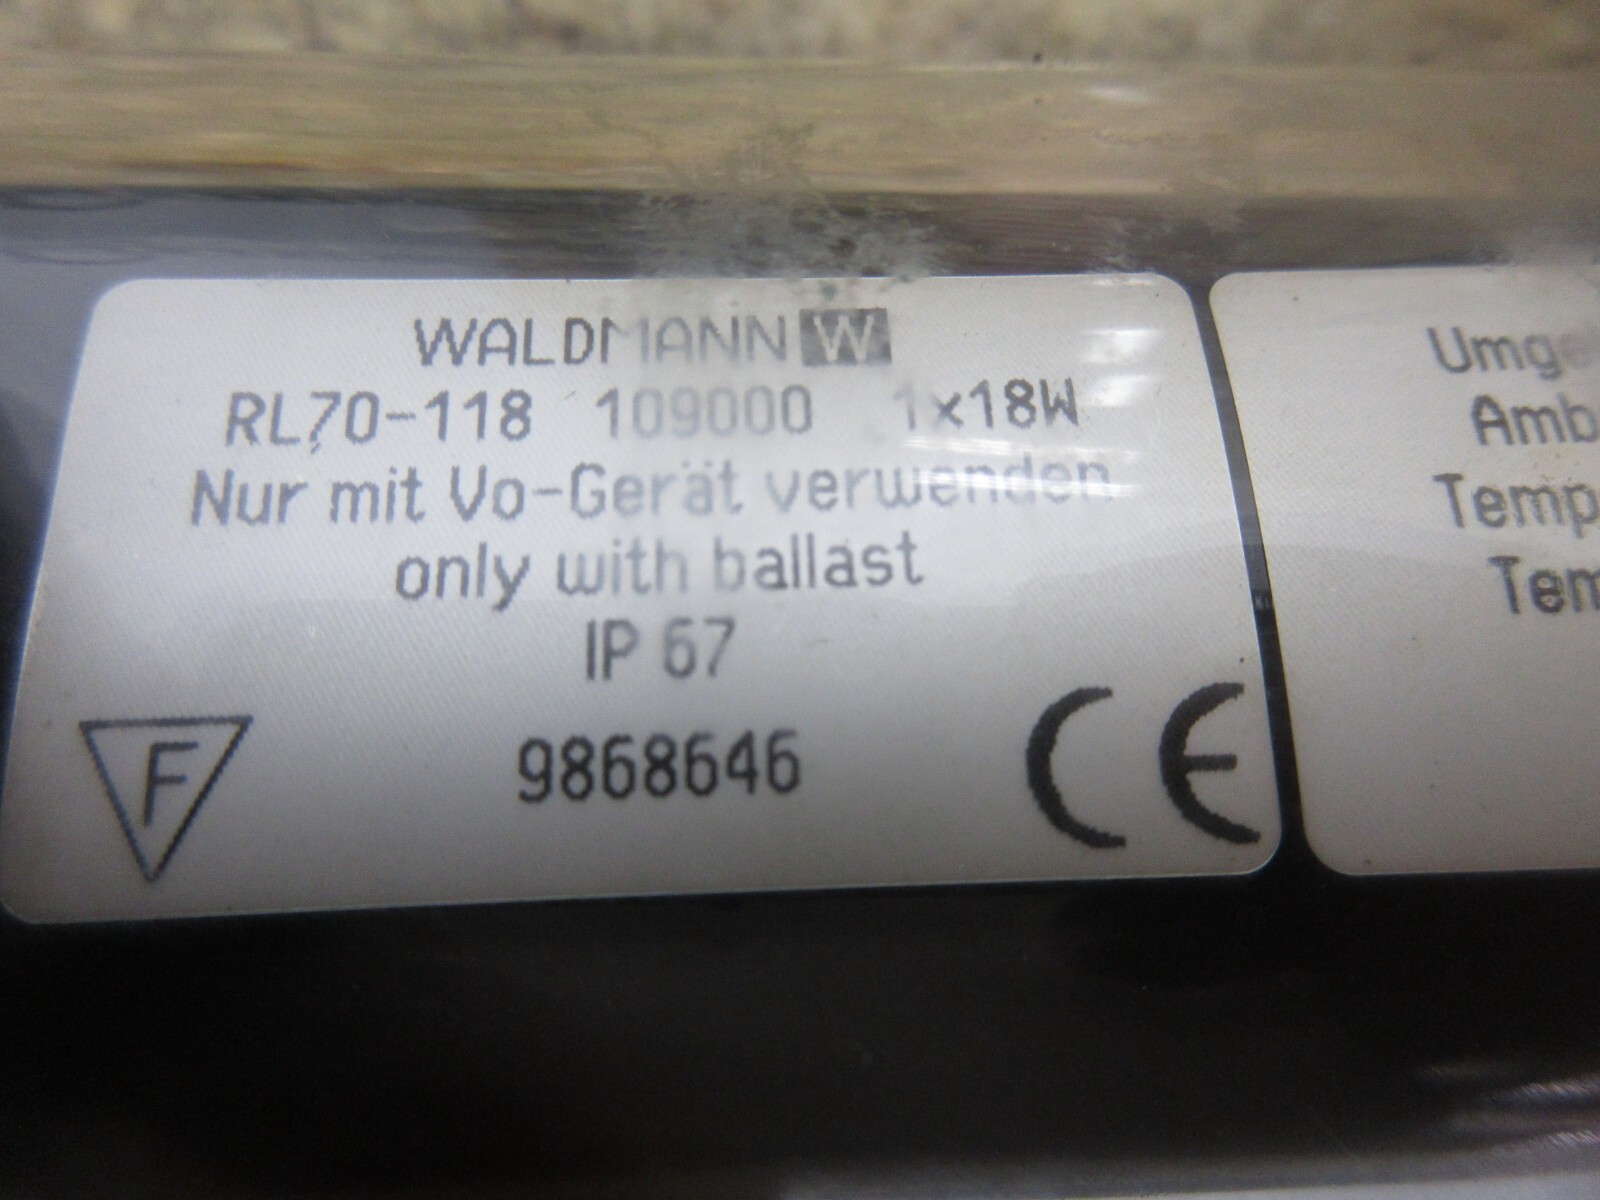 WALDMANN W
RL70-118 109000 1x18W
Nur mit Vo-Gerät verwenden
only with ballast
IP 67
F
9868646
CE
Umge
Amb
Temp
Tem